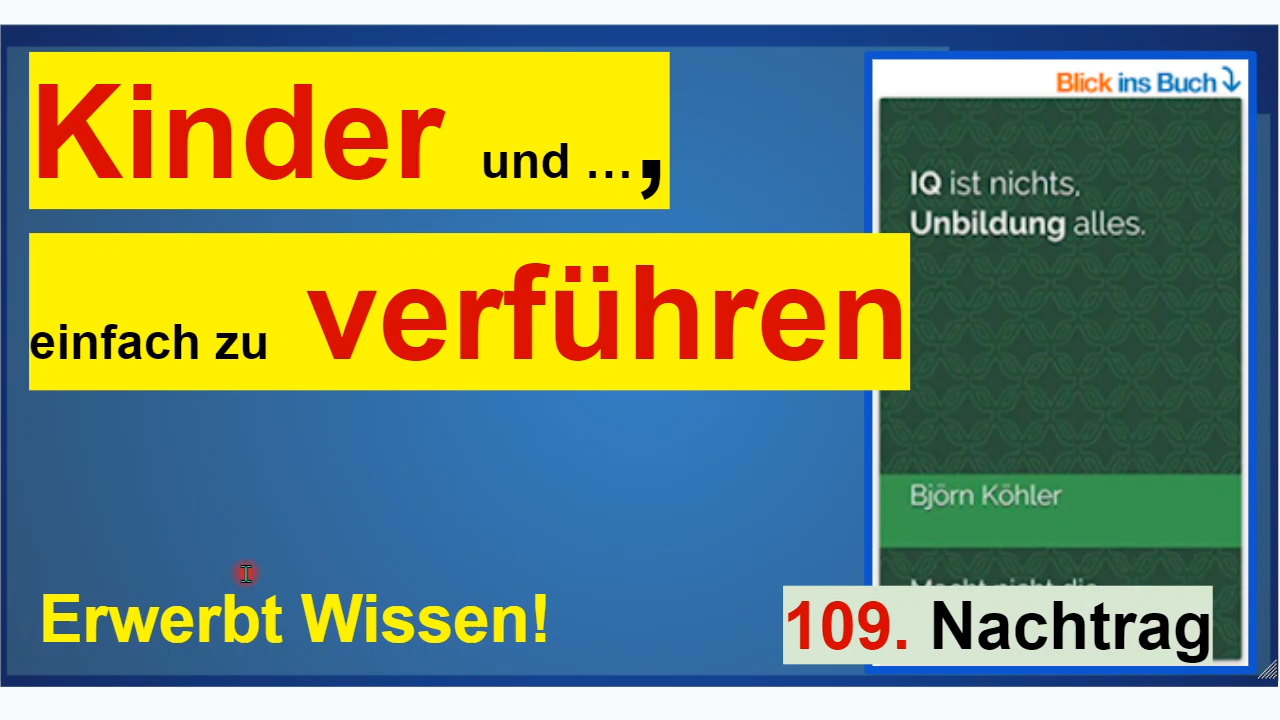 Kinder und ...,
einfach zu verführen
Blick ins Buch
IQ ist nichts,
Unbildung alles.
Björn Köhler
Erwerbt Wissen!
109. Nachtrag